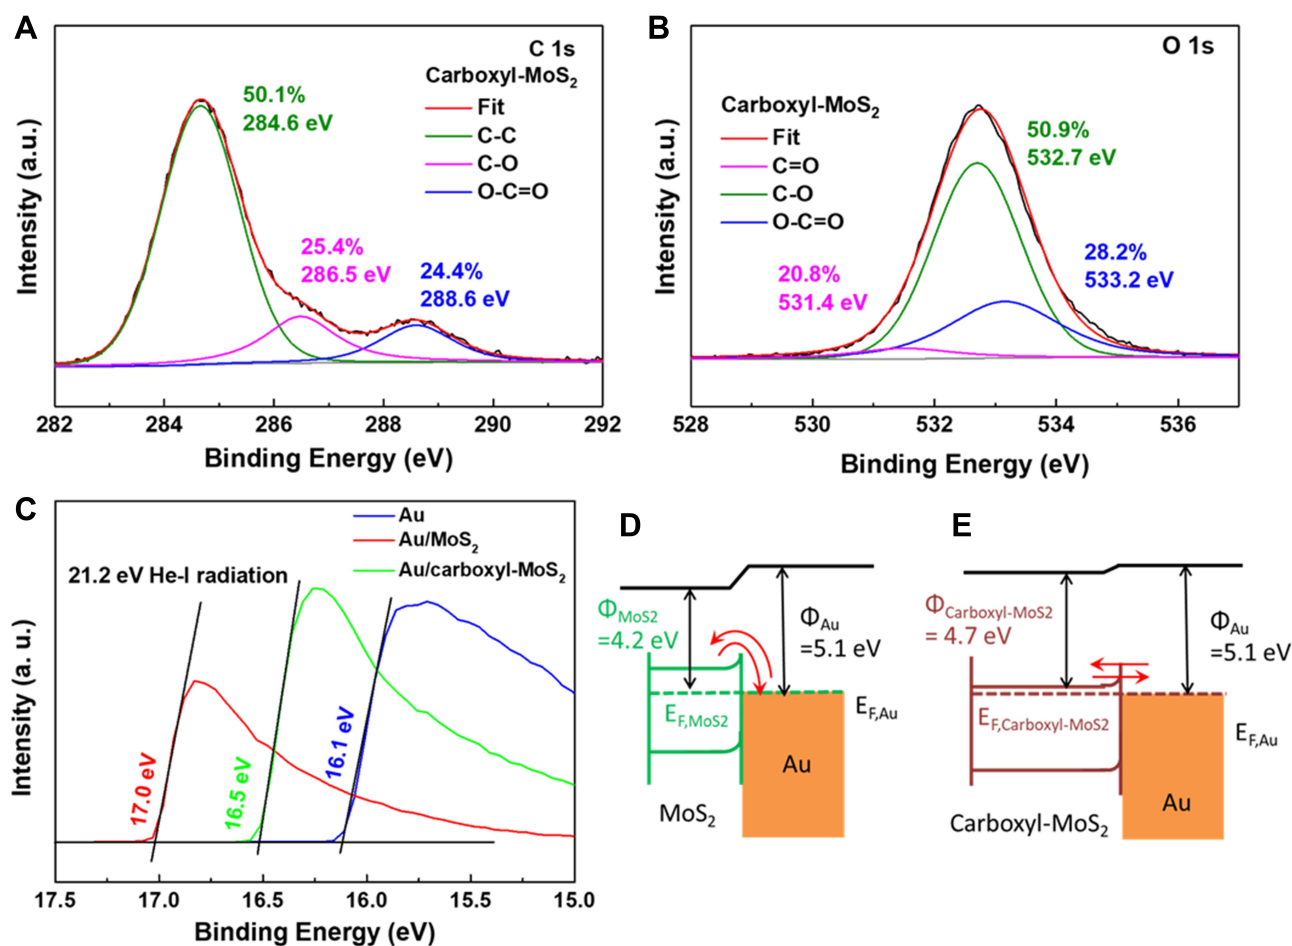 A
C 1s
Carboxyl-MoS2
Fit
C-C
C-O
O-C=O
50.1%
284.6 eV
25.4%
286.5 eV
24.4%
288.6 eV
Intensity (a.u.)
282 284 286 288 290 292
Binding Energy (eV)
B
O 1s
Carboxyl-MoS2
Fit
C=O
C-O
O-C=O
50.9%
532.7 eV
20.8%
531.4 eV
28.2%
533.2 eV
Intensity (a.u.)
528 530 532 534 536
Binding Energy (eV)
C
Au
Au/MoS2
Au/carboxyl-MoS2
21.2 eV He-I radiation
17.0 eV
16.5 eV
16.1 eV
Intensity (a. u.)
17.5 17.0 16.5 16.0 15.5 15.0
Binding Energy (eV)
D
ΦMoS2
=4.2 eV
ΦAu
=5.1 eV
EF,MoS2
EF,Au
Au
MoS2
E
ΦCarboxyl-MoS2
= 4.7 eV
ΦAu
=5.1 eV
EF,Carboxyl-MoS2
EF,Au
Au
Carboxyl-MoS2